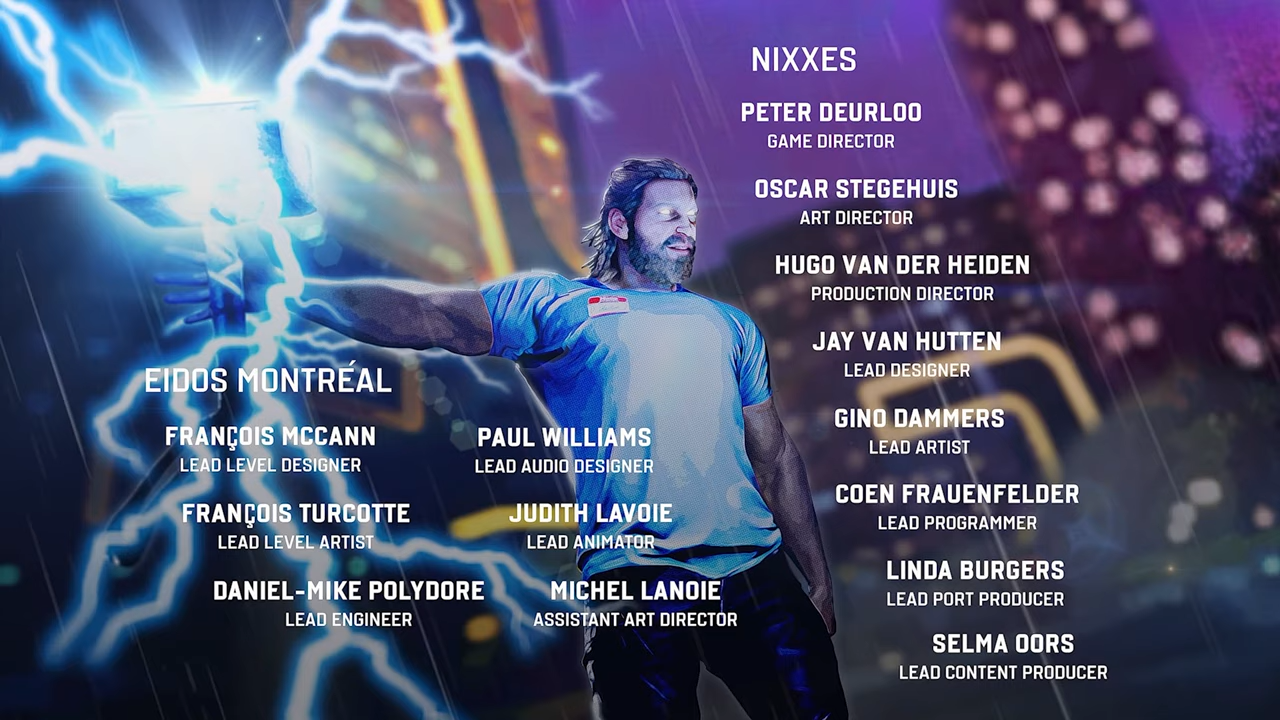 NIXXES
PETER DEURLOO
GAME DIRECTOR
OSCAR STEGEHUIS
ART DIRECTOR
HUGO VAN DER HEIDEN
PRODUCTION DIRECTOR
JAY VAN HUTTEN
LEAD DESIGNER
GINO DAMMERS
LEAD ARTIST
COEN FRAUENFELDER
LEAD PROGRAMMER
LINDA BURGERS
LEAD PORT PRODUCER
SELMA OORS
LEAD CONTENT PRODUCER
EIDOS MONTRÉAL
FRANÇOIS MCCANN
LEAD LEVEL DESIGNER
FRANÇOIS TURCOTTE
LEAD LEVEL ARTIST
DANIEL-MIKE POLYDORE
LEAD ENGINEER
PAUL WILLIAMS
LEAD AUDIO DESIGNER
JUDITH LAVOIE
LEAD ANIMATOR
MICHEL LANOIE
ASSISTANT ART DIRECTOR